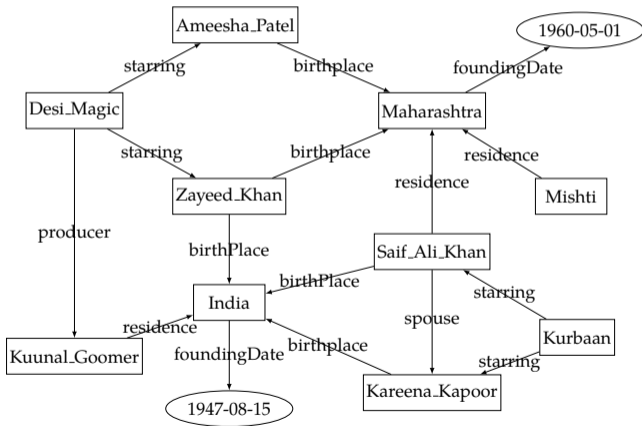 Ameesha_Patel
1960-05-01
starring
birthplace
foundingDate
Desi_Magic
Maharashtra
starring
birthplace
residence
residence
Zayeed_Khan
Mishti
producer
birthPlace
Saif_Ali_Khan
birthPlace
starring
India
spouse
residence
Kurbaan
Kuunal_Goomer
foundingDate
birthplace
starring
Kareena_Kapoor
1947-08-15